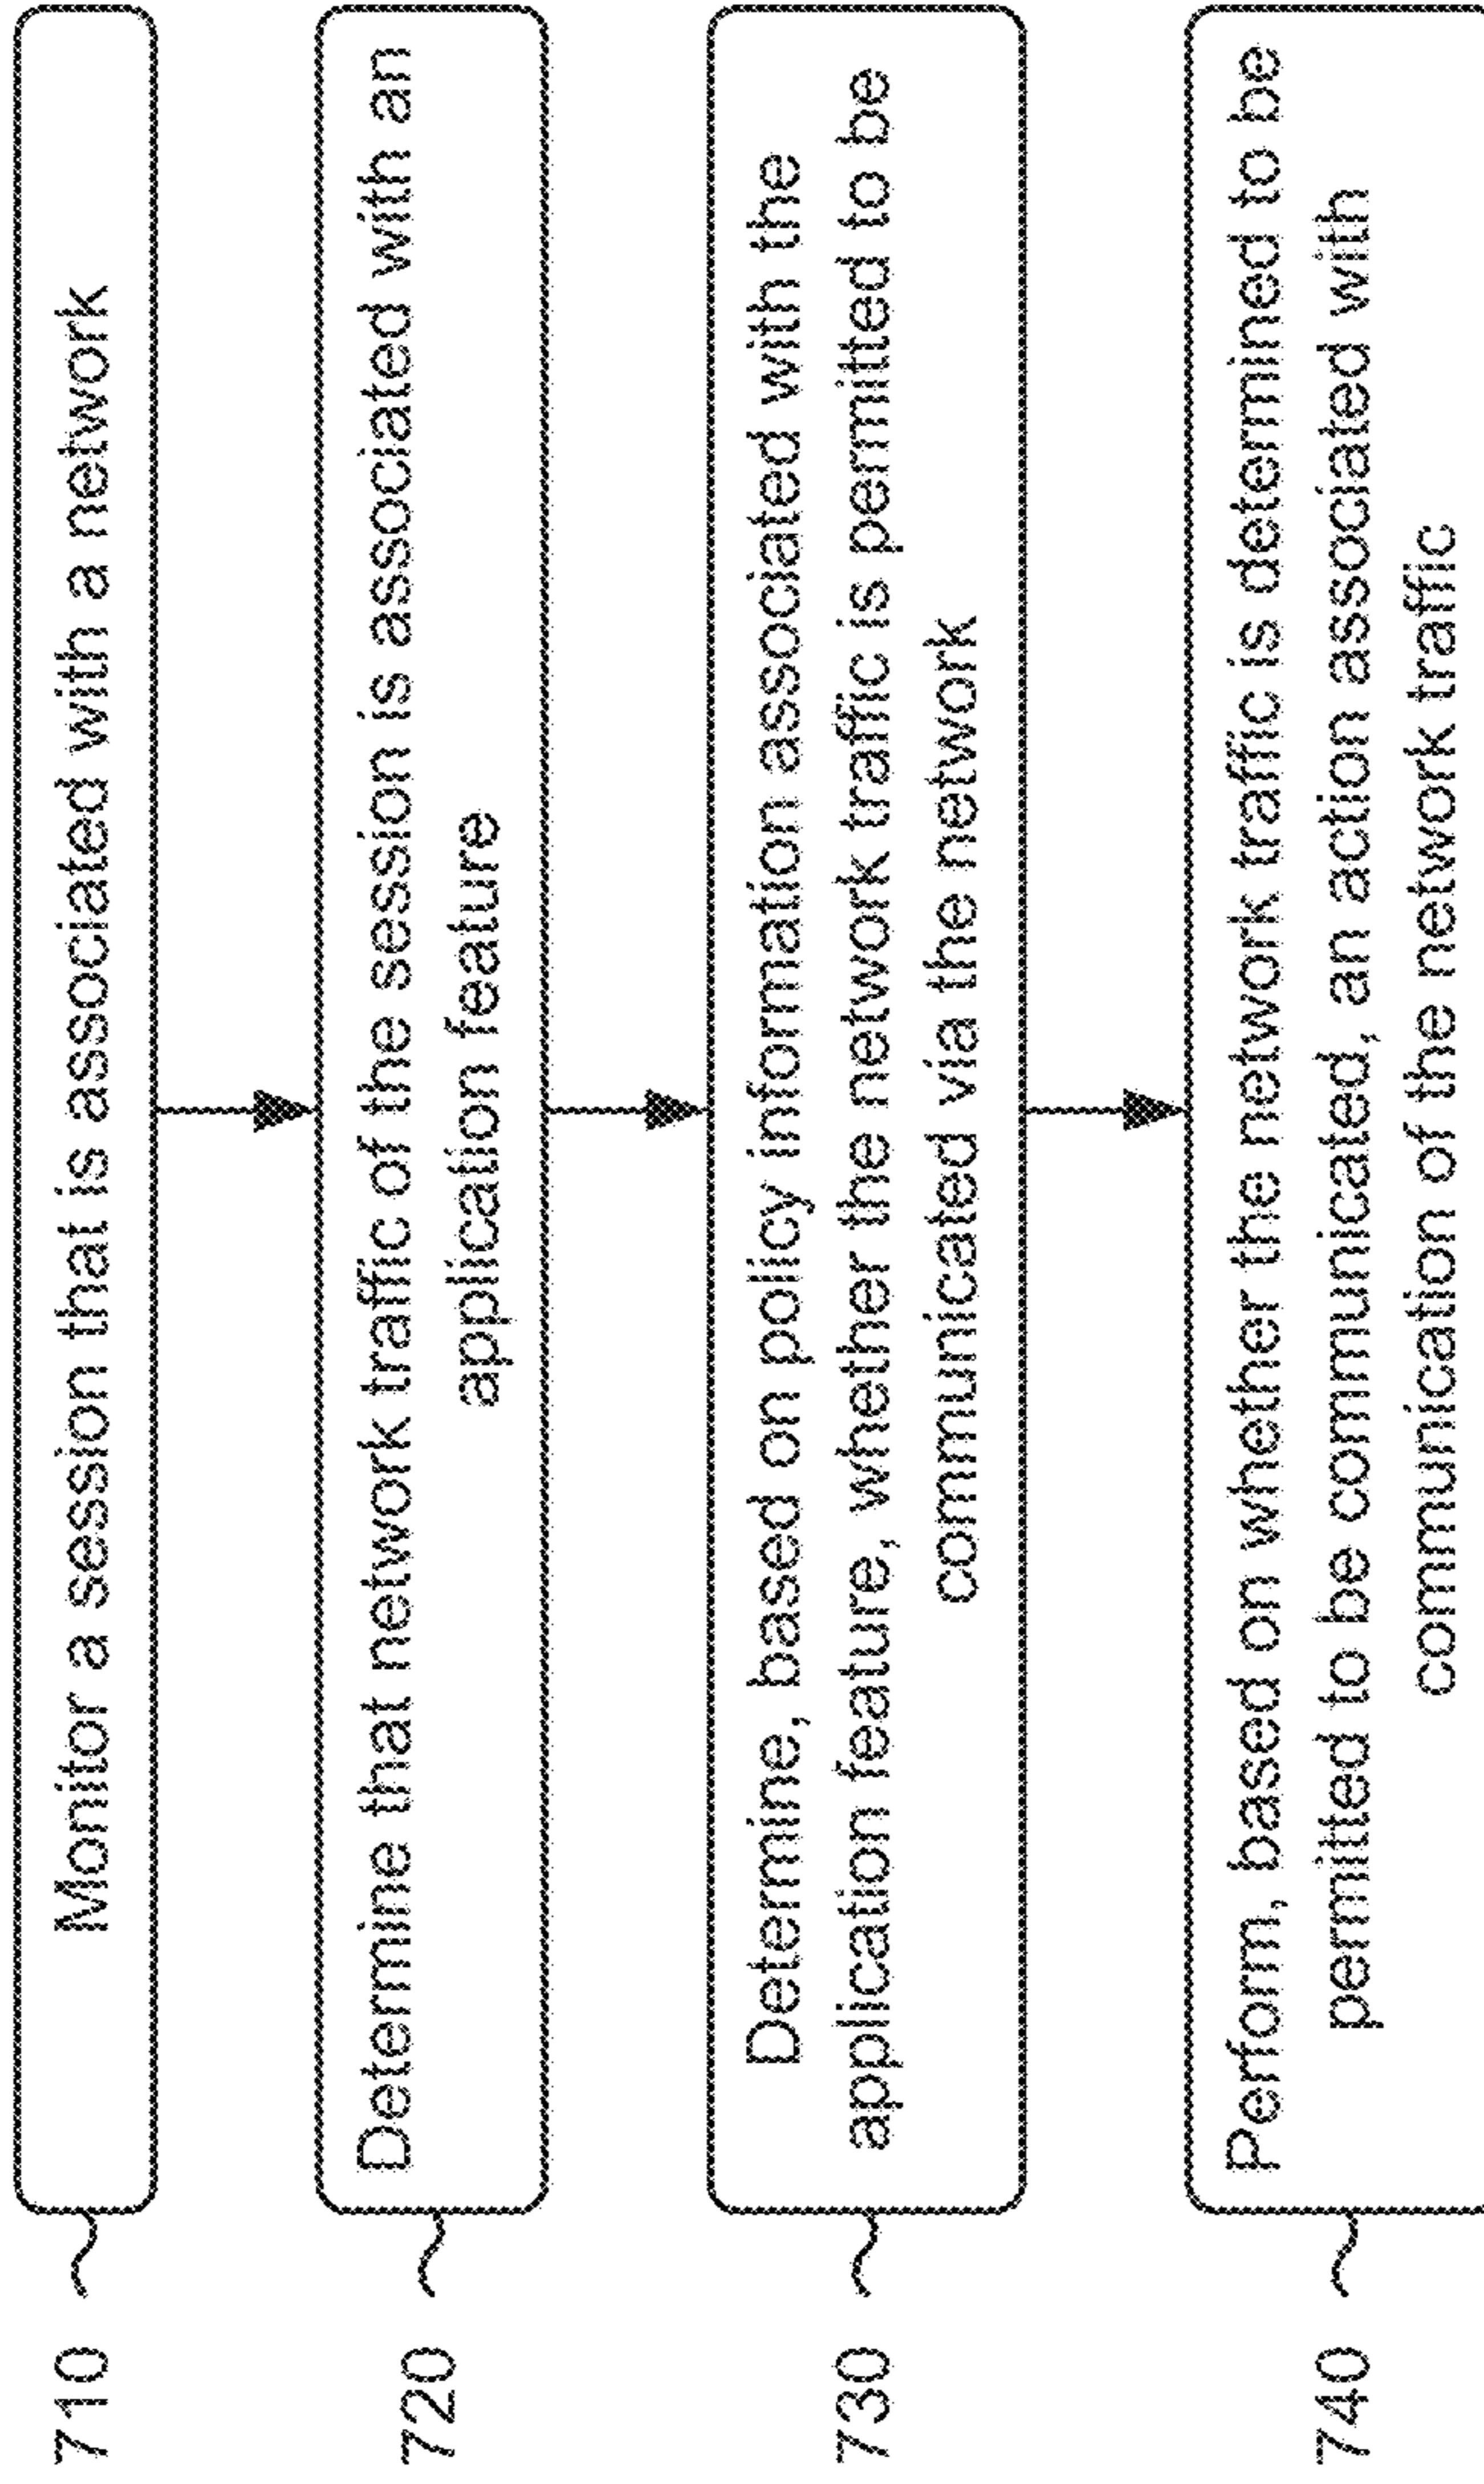 710
Monitor a session that is associated with a network
720
Determine that network traffic of the session is associated with an
application feature
730
Determine, based on policy information associated with the
application feature, whether the network traffic is permitted to be
communicated via the network
740
Perform, based on whether the network traffic is determined to be
permitted to be communicated, an action associated with
communication of the network traffic